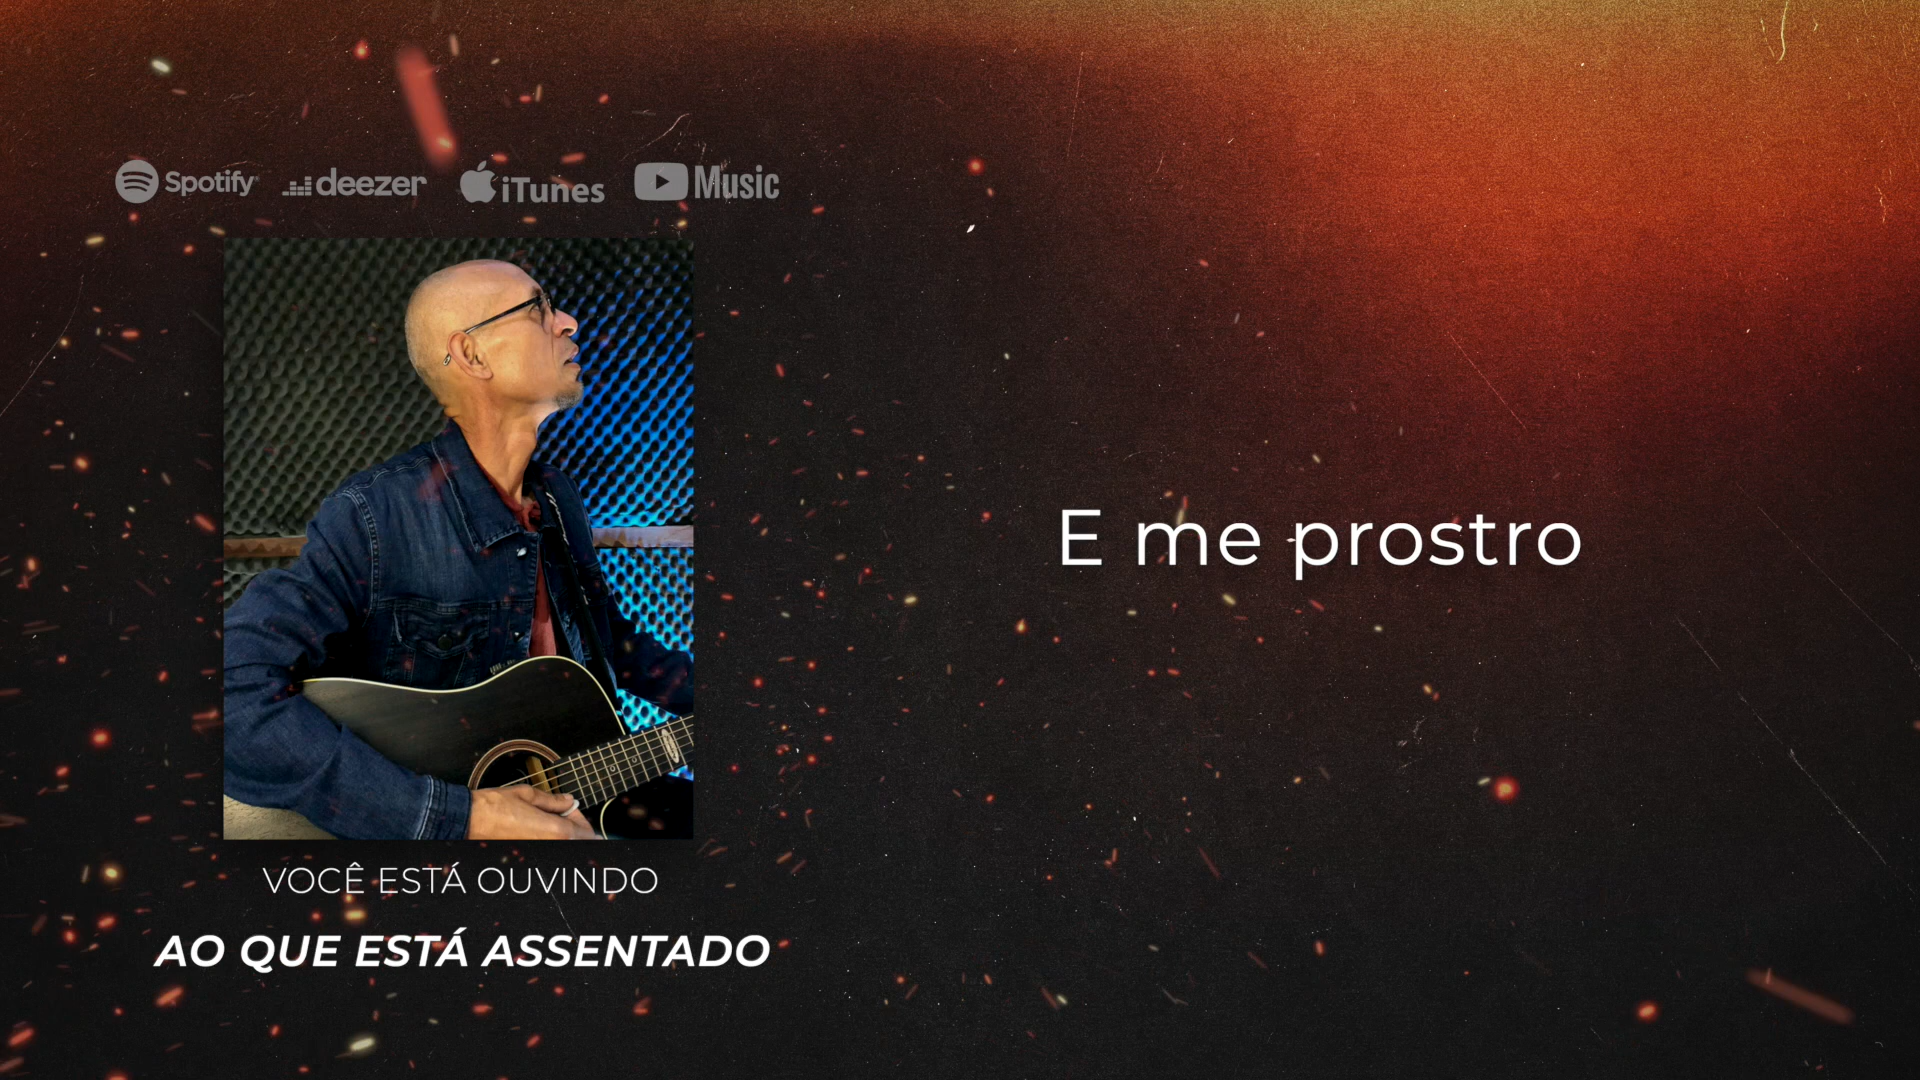 Spotify
deezer
iTunes
Music
E me prostro
VOCÊ ESTÁ OUVINDO
AO QUE ESTÁ ASSENTADO